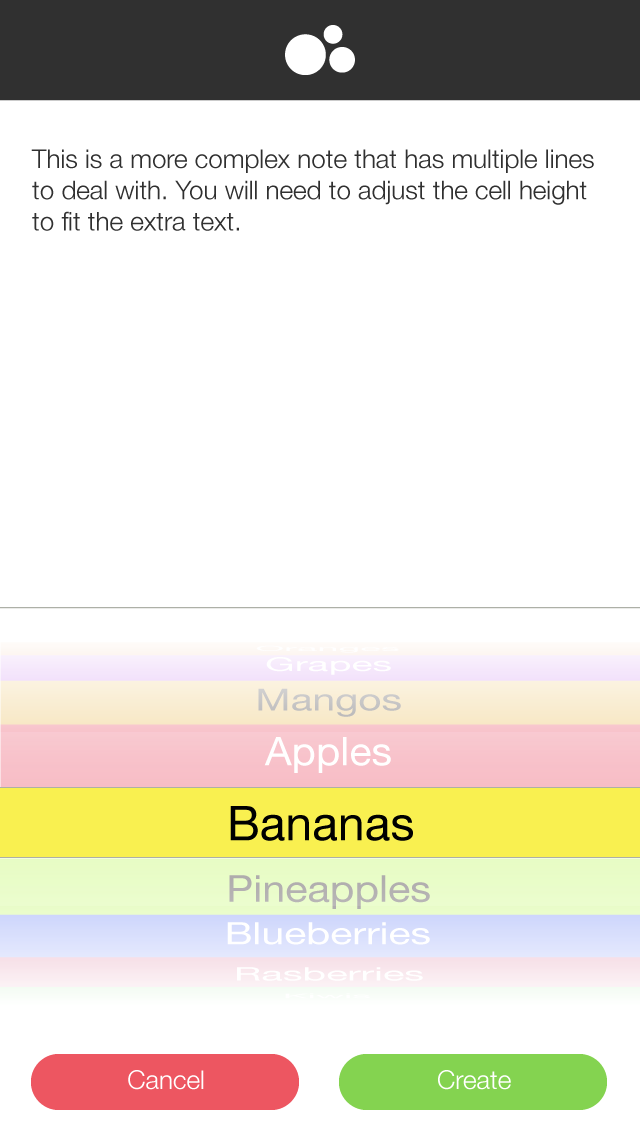 This is a more complex note that has multiple lines
to deal with. You will need to adjust the cell height
to fit the extra text.
Grapes
Mangos
Apples
Bananas
Pineapples
Blueberries
Rasberries
Cancel
Create